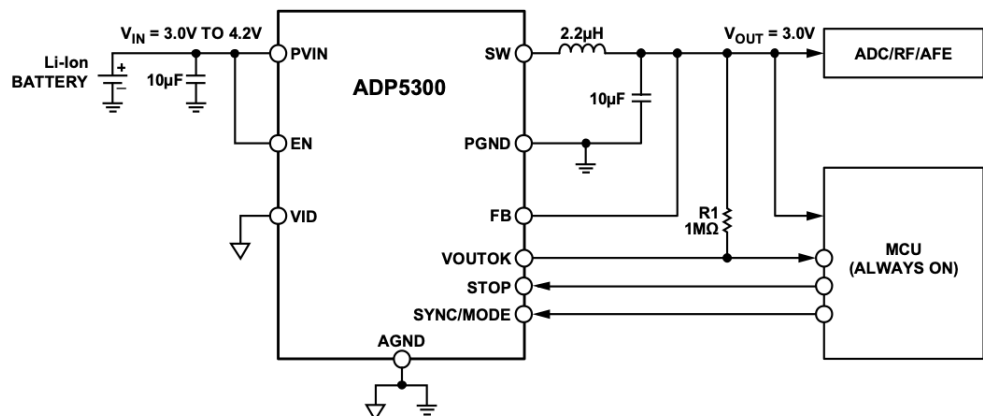 VIN = 3.0V TO 4.2V
Li-Ion
BATTERY
10µF
PVIN
EN
VID
ADP5300
AGND
SW
PGND
FB
VOUTOK
STOP
SYNC/MODE
2.2µH
10µF
VOUT = 3.0V
R1
1MΩ
ADC/RF/AFE
MCU
(ALWAYS ON)